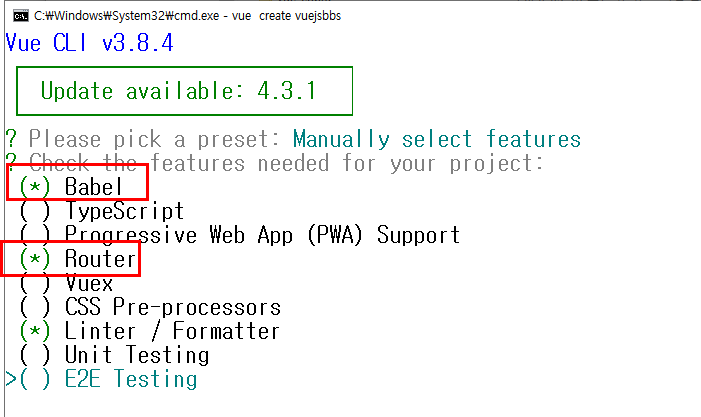 C:\Windows\System32\cmd.exe - vue  create vuejsbbs
Vue CLI v3.8.4
Update available: 4.3.1
? Please pick a preset: Manually select features
? Check the features needed for your project:
(*) Babel
( ) TypeScript
( ) Progressive Web App (PWA) Support
(*) Router
( ) Vuex
( ) CSS Pre-processors
(*) Linter / Formatter
( ) Unit Testing
>( ) E2E Testing